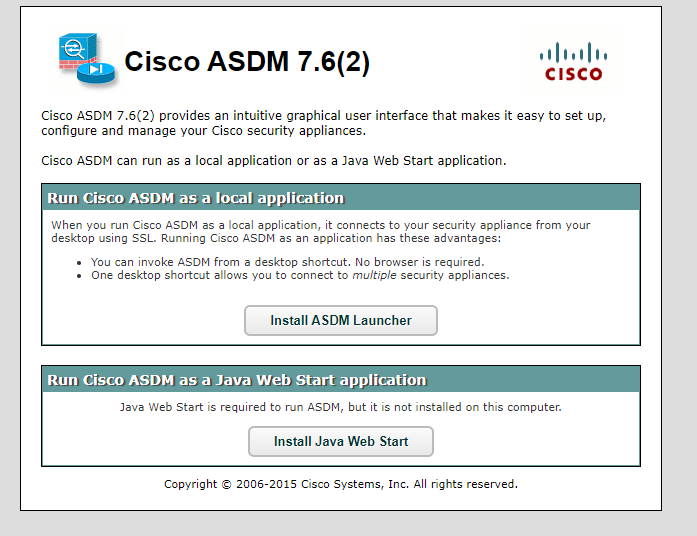 Cisco ASDM 7.6(2)
CISCO
Cisco ASDM 7.6(2) provides an intuitive graphical user interface that makes it easy to set up,
configure and manage your Cisco security appliances.
Cisco ASDM can run as a local application or as a Java Web Start application.
Run Cisco ASDM as a local application
When you run Cisco ASDM as a local application, it connects to your security appliance from your
desktop using SSL. Running Cisco ASDM as an application has these advantages:
• You can invoke ASDM from a desktop shortcut. No browser is required.
• One desktop shortcut allows you to connect to multiple security appliances.
Install ASDM Launcher
Run Cisco ASDM as a Java Web Start application
Java Web Start is required to run ASDM, but it is not installed on this computer.
Install Java Web Start
Copyright © 2006-2015 Cisco Systems, Inc. All rights reserved.